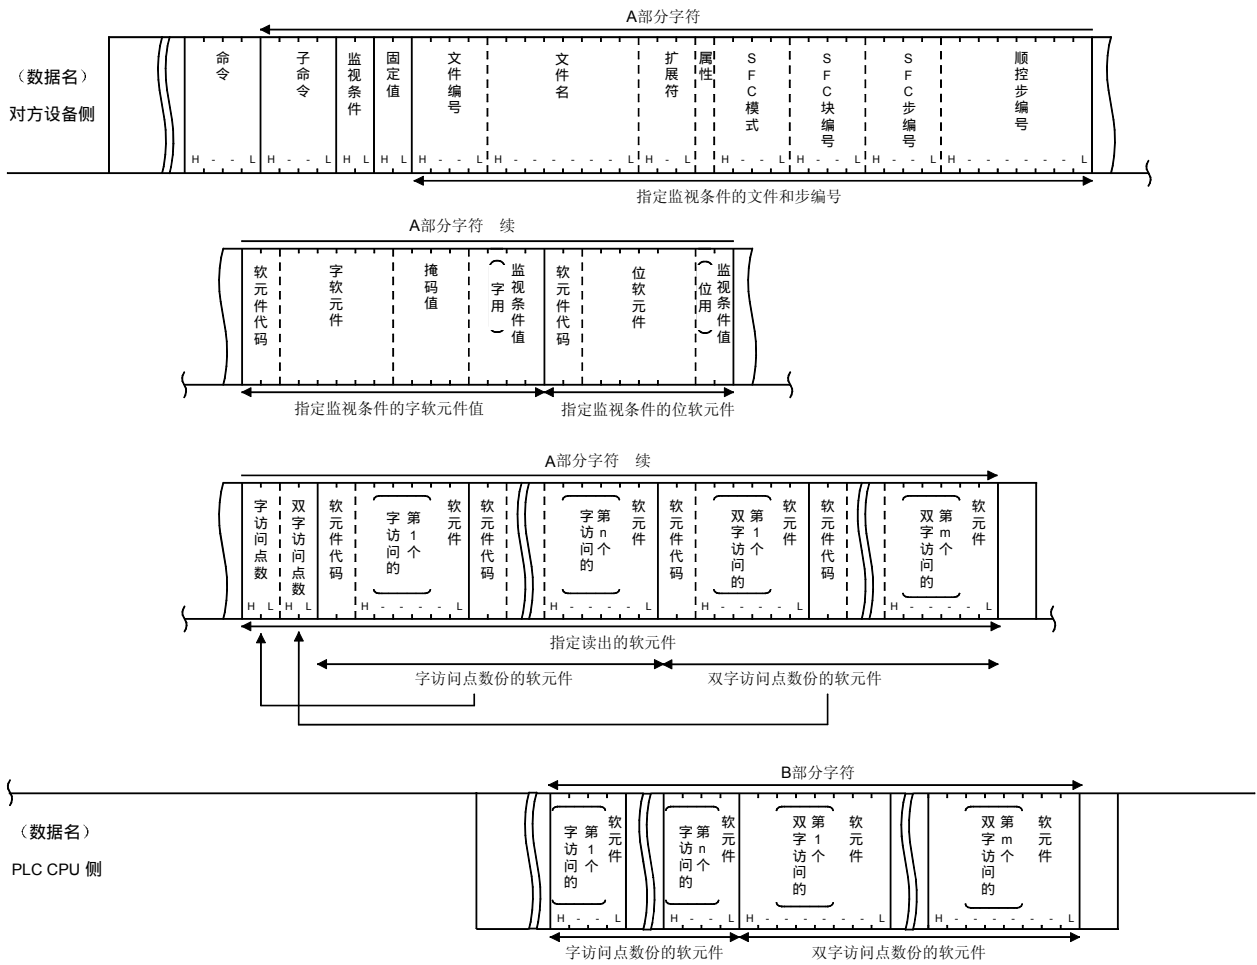 A部分字符
（数据名）
对方设备侧
命令
子命令
监视条件
固定值
文件编号
文件名
扩展符
属性
SFC模式
SFC块编号
SFC步编号
顺控步编号
H - - L H - - L H L H L H - - L H - - - - - - L H - L H - - L H - - L H - - L H - - - - - - L
指定监视条件的文件和步编号
A部分字符 续
软元件代码
字软元件
掩码值
监视条件值
（字用）
软元件代码
位软元件
监视条件值
（位用）
指定监视条件的字软元件值
指定监视条件的位软元件
A部分字符 续
字访问点数
双字访问点数
软元件代码
软元件
（第1个字访问的）
软元件代码
软元件
（第n个字访问的）
软元件代码
软元件
（第1个双字访问的）
软元件代码
软元件
（第m个双字访问的）
H L H L H - - - - L H - - - - L H - - - - L H - - - - L
指定读出的软元件
字访问点数份的软元件
双字访问点数份的软元件
B部分字符
（数据名）
PLC CPU 侧
软元件
（第1个字访问的）
软元件
（第n个字访问的）
软元件
（第1个双字访问的）
软元件
（第m个双字访问的）
H - - L H - - L H - - - - - - L H - - - - - - L
字访问点数份的软元件
双字访问点数份的软元件